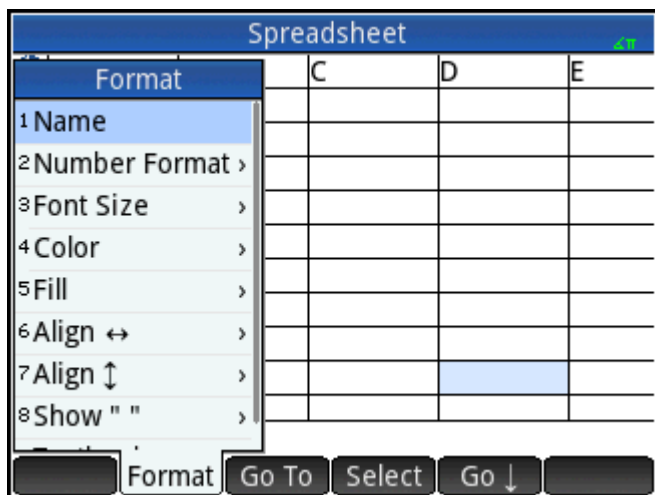 Spreadsheet
∠π
Format
C D E
1 Name
2 Number Format ›
3 Font Size ›
4 Color ›
5 Fill ›
6 Align ↔ ›
7 Align ↕ ›
8 Show " " ›
Format Go To Select Go ↓